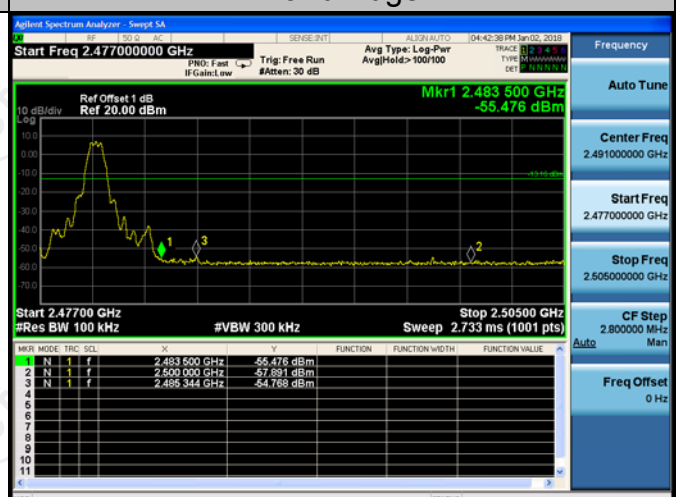 Agilent Spectrum Analyzer - Swept SA
RF 50 Ω AC SENSE:INT ALIGN AUTO 04:42:38 PM Jan 02, 2018
Start Freq 2.477000000 GHz
PNO: Fast
IFGain:Low
Trig: Free Run
#Atten: 30 dB
Avg Type: Log-Pwr
Avg|Hold>100/100
TRACE 1 2 3 4 5 6
TYPE MWWWWW
DET P N N N N N
Frequency
Auto Tune
Center Freq
2.491000000 GHz
Start Freq
2.477000000 GHz
Stop Freq
2.505000000 GHz
CF Step
2.800000 MHz
Auto Man
Freq Offset
0 Hz
Mkr1 2.483 500 GHz
-55.476 dBm
Ref Offset 1 dB
10 dB/div Ref 20.00 dBm
Log
10.0
0.00
-10.0
-20.0
-30.0
-40.0
-50.0
-60.0
-70.0
1
3
2
Start 2.47700 GHz Stop 2.50500 GHz
#Res BW 100 kHz #VBW 300 kHz Sweep 2.733 ms (1001 pts)
MKR MODE TRC SCL X Y FUNCTION FUNCTION WIDTH FUNCTION VALUE
1 N 1 f 2.483 500 GHz -55.476 dBm
2 N 1 f 2.500 000 GHz -57.891 dBm
3 N 1 f 2.485 344 GHz -54.768 dBm
4
5
6
7
8
9
10
11